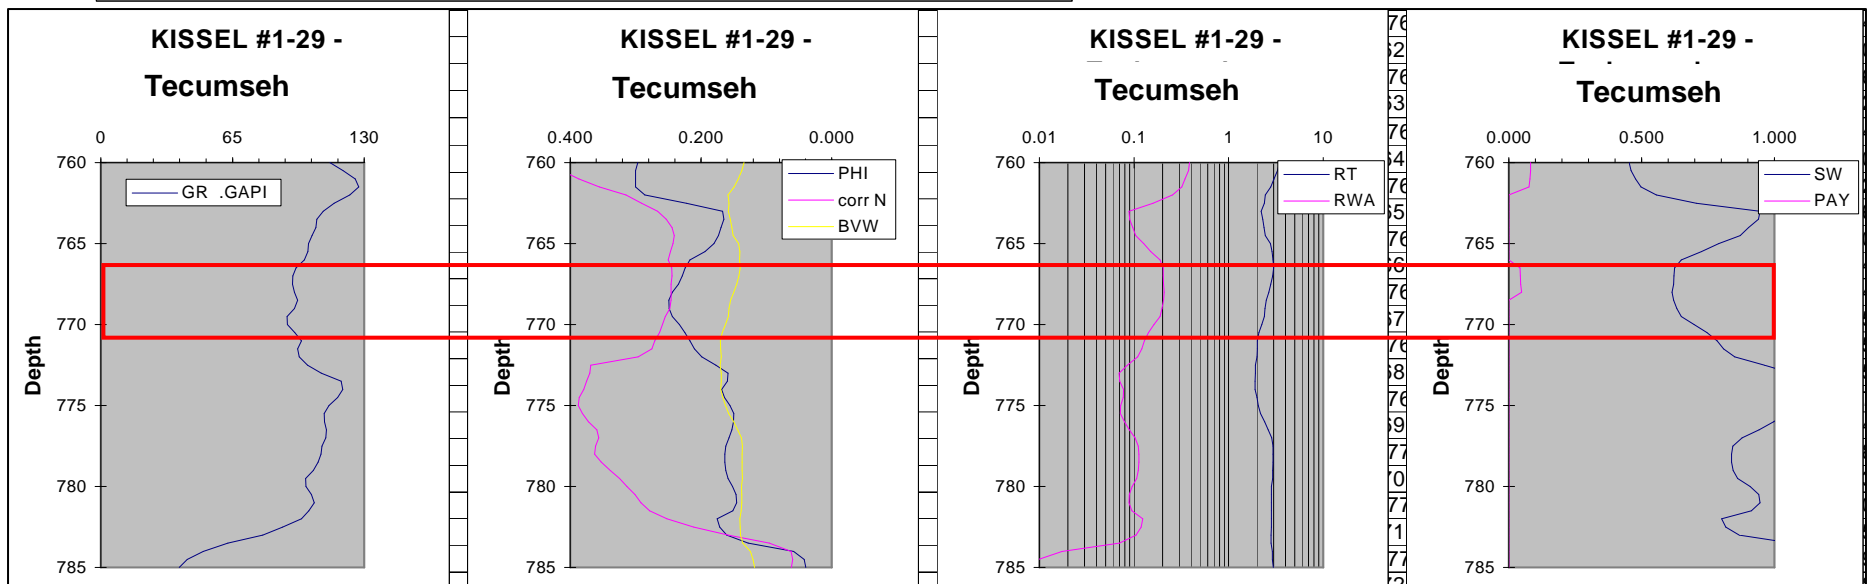 KISSEL #1-29 -
Tecumseh
0 65 130
760
765
770
775
780
785
Depth
GR .GAPI
KISSEL #1-29 -
Tecumseh
0.400 0.200 0.000
760
765
770
775
780
785
Depth
PHI
corr N
BVW
KISSEL #1-29 -
Tecumseh
0.01 0.1 1 10
760
765
770
775
780
785
Depth
RT
RWA
KISSEL #1-29 -
Tecumseh
0.000 0.500 1.000
760
765
770
775
780
785
Depth
SW
PAY